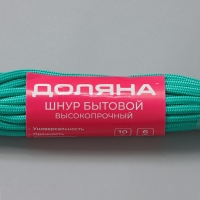 ДОЛЯНА
ШНУР БЫТОВОЙ
ВЫСОКОПРОЧНЫЙ
• Универсальность
• Прочность
10
6